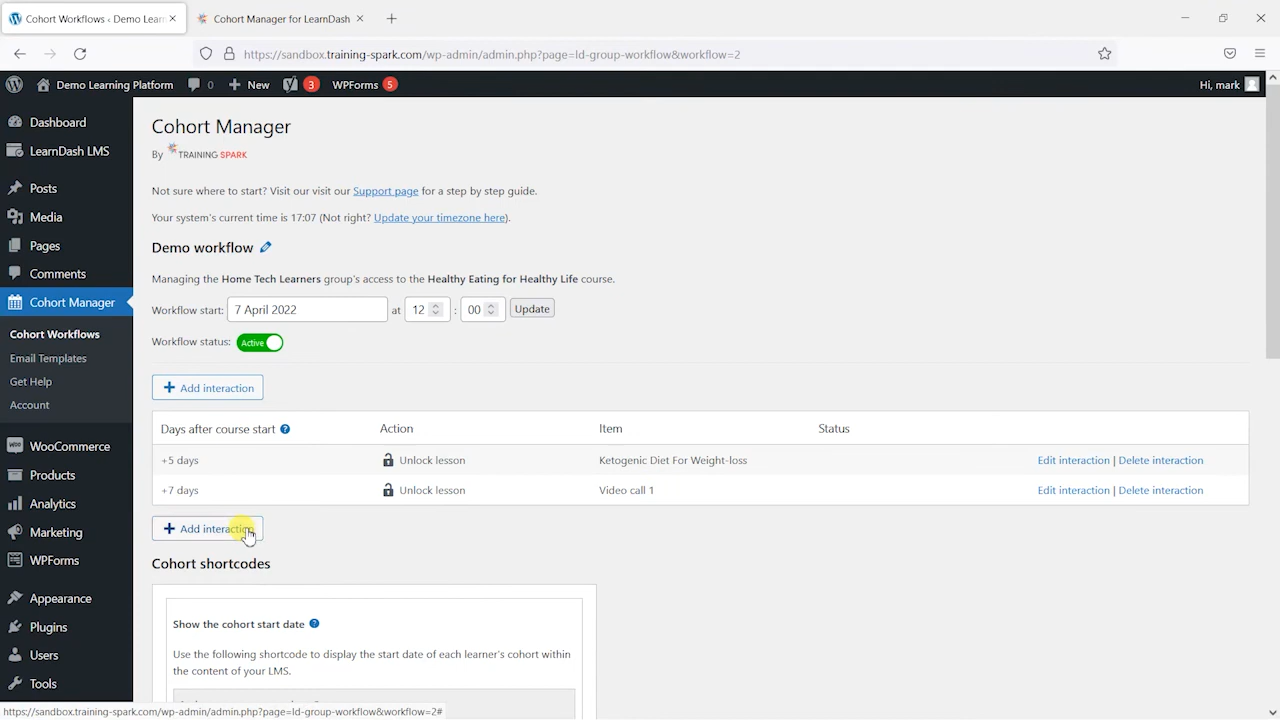 Cohort Workflows ‹ Demo Learn
Cohort Manager for LearnDash
https://sandbox.training-spark.com/wp-admin/admin.php?page=ld-group-workflow&workflow=2
Demo Learning Platform
0
New
3
WPForms 5
Hi, mark
Dashboard
LearnDash LMS
Posts
Media
Pages
Comments
Cohort Manager
Cohort Workflows
Email Templates
Get Help
Account
WooCommerce
Products
Analytics
Marketing
WPForms
Appearance
Plugins
Users
Tools
Cohort Manager
By TRAINING SPARK
Not sure where to start? Visit our visit our Support page for a step by step guide.
Your system's current time is 17:07 (Not right? Update your timezone here).
Demo workflow
Managing the Home Tech Learners group's access to the Healthy Eating for Healthy Life course.
Workflow start: 7 April 2022 at 12 : 00 Update
Workflow status: Active
+ Add interaction
Days after course start ? Action Item Status
+5 days Unlock lesson Ketogenic Diet For Weight-loss Edit interaction | Delete interaction
+7 days Unlock lesson Video call 1 Edit interaction | Delete interaction
+ Add interaction
Cohort shortcodes
Show the cohort start date ?
Use the following shortcode to display the start date of each learner's cohort within
the content of your LMS.
https://sandbox.training-spark.com/wp-admin/admin.php?page=ld-group-workflow&workflow=2#